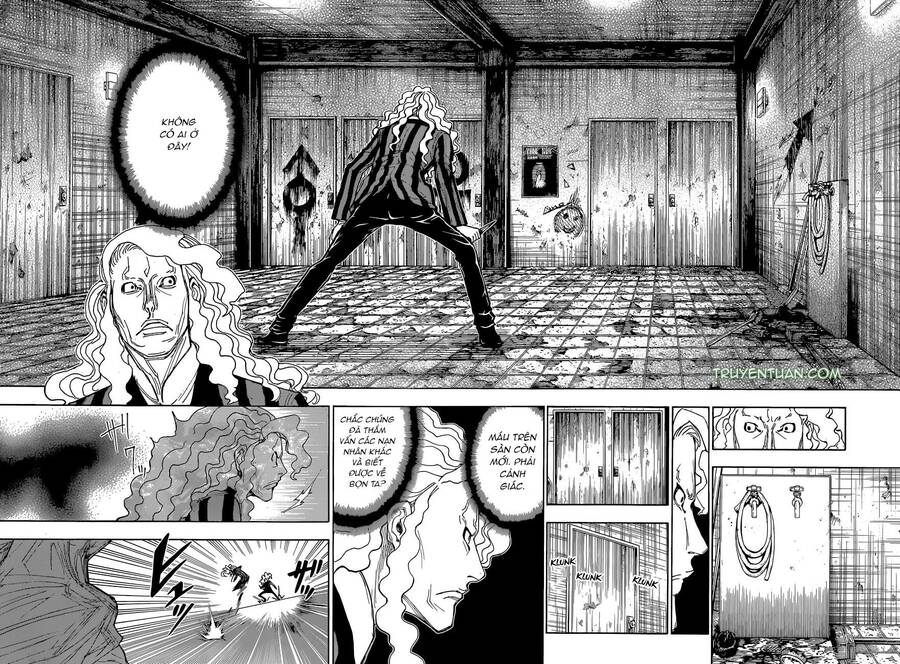 KHÔNG
CÓ AI Ở
ĐÂY!
TRUYENTUAN.COM
MÁU TRÊN
SÀN CÒN
MỚI. PHẢI
CẢNH
GIÁC.
CHẮC CHÚNG
ĐÃ THẨM
VẤN CÁC NẠN
NHÂN KHÁC
VÀ BIẾT
ĐƯỢC VỀ
BỌN TA?
KLUNK
KLUNK
KLUNK